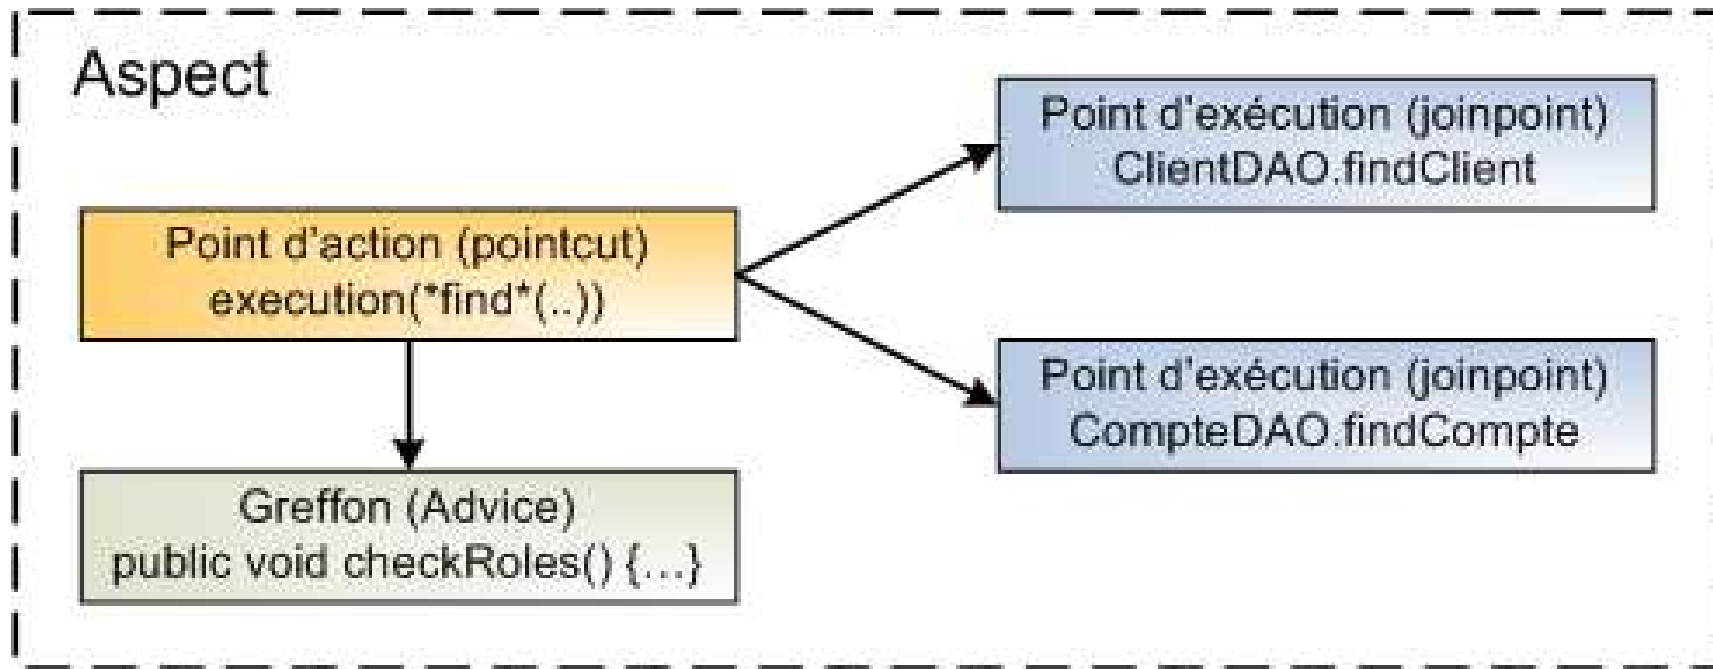 Aspect
Point d'exécution (joinpoint)
ClientDAO.findClient
Point d'action (pointcut)
execution(*find*(..))
Point d'exécution (joinpoint)
CompteDAO.findCompte
Greffon (Advice)
public void checkRoles() {...}